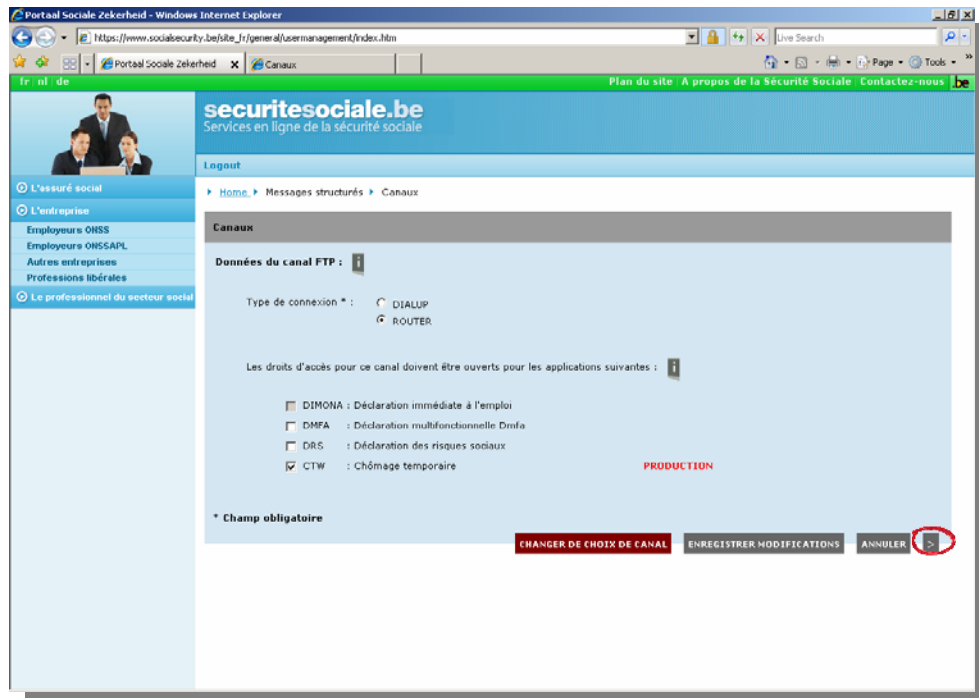 Portaal Sociale Zekerheid - Windows Internet Explorer
https://www.socialsecurity.be/site_fr/general/usermanagement/index.htm
Live Search
Portaal Sociale Zekerheid
Canaux
Page
Tools
fr nl de
Plan du site A propos de la Sécurité Sociale Contactez-nous .be
securitesociale.be
Services en ligne de la sécurité sociale
Logout
L'assuré social
L'entreprise
Employeurs ONSS
Employeurs ONSSAPL
Autres entreprises
Professions libérales
Le professionnel du secteur social
Home Messages structurés Canaux
Canaux
Données du canal FTP : i
Type de connexion * : DIALUP
ROUTER
Les droits d'accès pour ce canal doivent être ouverts pour les applications suivantes : i
DIMONA : Déclaration immédiate à l'emploi
DMFA : Déclaration multifonctionnelle Dmfa
DRS : Déclaration des risques sociaux
CTW : Chômage temporaire PRODUCTION
* Champ obligatoire
CHANGER DE CHOIX DE CANAL ENREGISTRER MODIFICATIONS ANNULER >